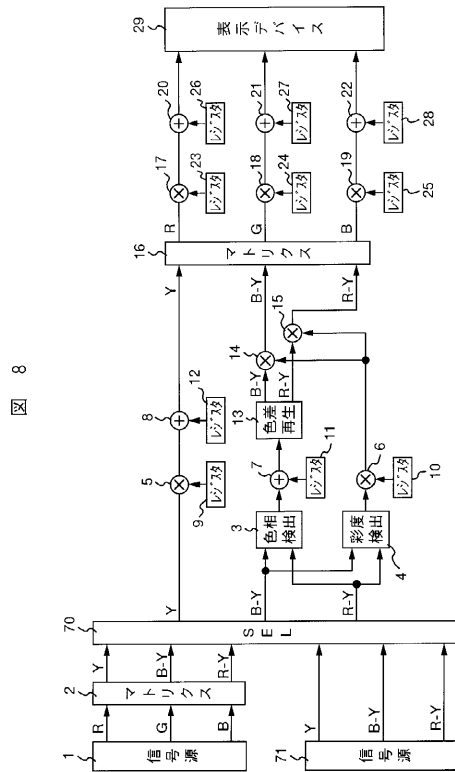 図 8
1
信号源
R
G
B
2
マトリクス
Y
B-Y
R-Y
71
信号源
Y
B-Y
R-Y
70
SEL
Y
B-Y
R-Y
5
9
レジスタ
8
12
レジスタ
3
色相検出
7
11
レジスタ
4
彩度検出
6
10
レジスタ
13
色差再生
B-Y
R-Y
14
15
Y
B-Y
R-Y
16
マトリクス
R
G
B
17
23
レジスタ
20
26
レジスタ
18
24
レジスタ
21
27
レジスタ
19
25
レジスタ
22
28
レジスタ
29
表示デバイス